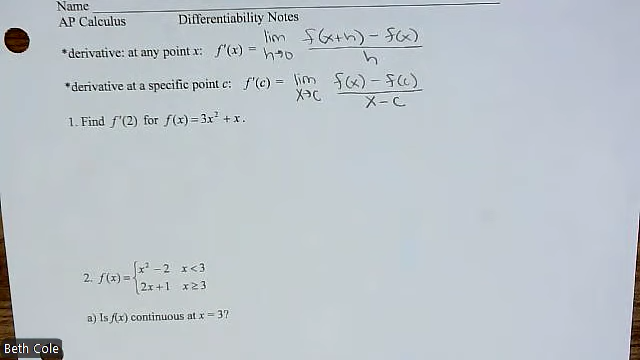 Name
AP Calculus Differentiability Notes
*derivative: at any point x: f'(x) = lim h→0 f(x+h) - f(x) / h
*derivative at a specific point c: f'(c) = lim x→c f(x) - f(c) / x - c
1. Find f'(2) for f(x) = 3x² + x.
2. f(x) = { x² - 2 x < 3
2x + 1 x ≥ 3
a) Is f(x) continuous at x = 3?
Beth Cole